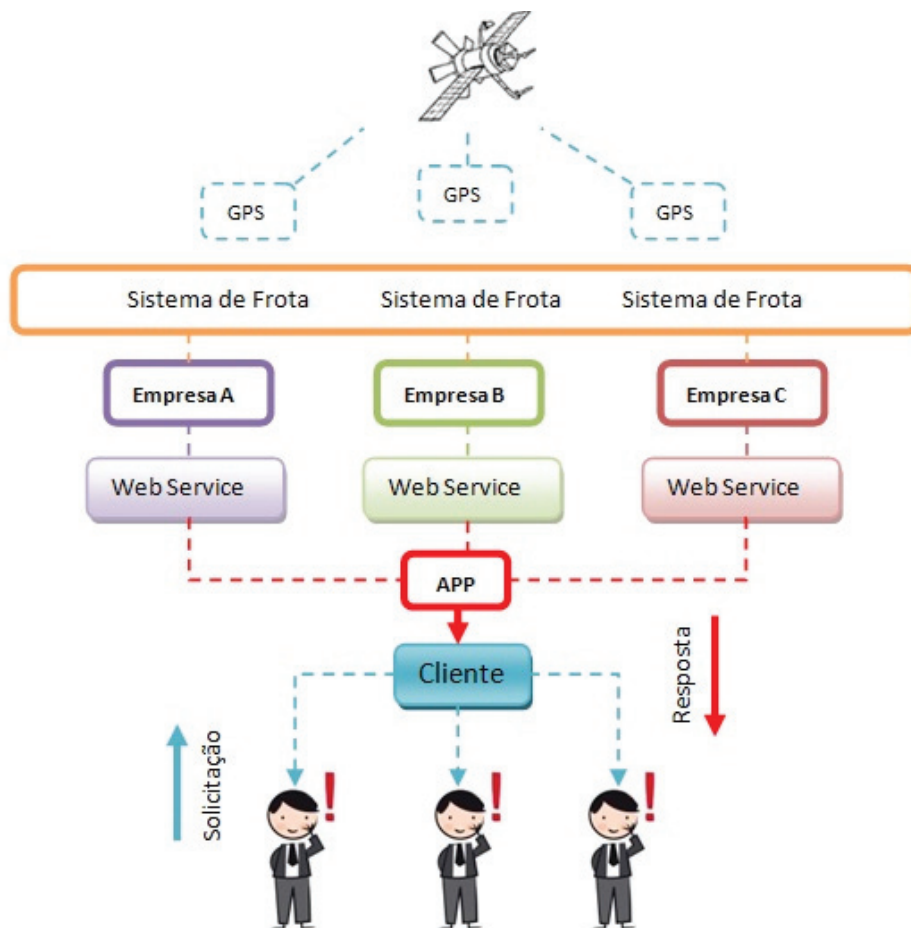 GPS
GPS
GPS
Sistema de Frota
Sistema de Frota
Sistema de Frota
Empresa A
Empresa B
Empresa C
Web Service
Web Service
Web Service
APP
Cliente
Resposta
Solicitação
!
!
!